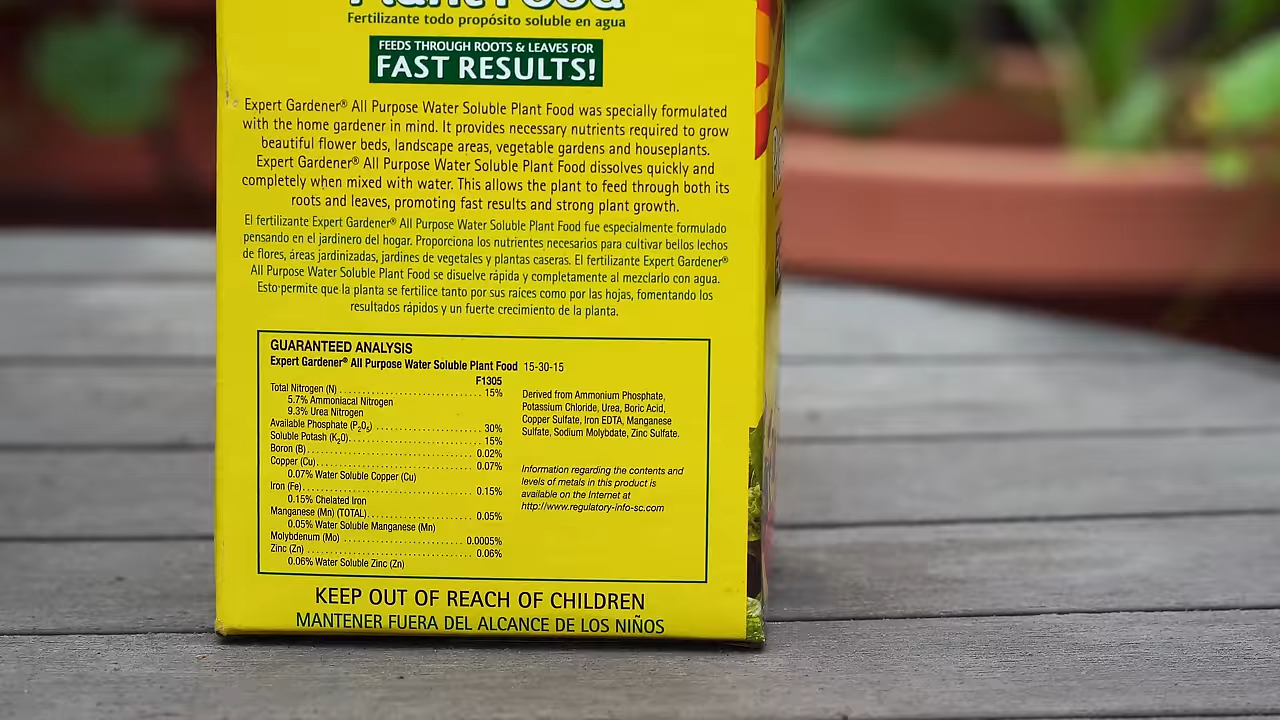 Plant Food
Fertilizante todo propósito soluble en agua
FEEDS THROUGH ROOTS & LEAVES FOR
FAST RESULTS!
Expert Gardener® All Purpose Water Soluble Plant Food was specially formulated
with the home gardener in mind. It provides necessary nutrients required to grow
beautiful flower beds, landscape areas, vegetable gardens and houseplants.
Expert Gardener® All Purpose Water Soluble Plant Food dissolves quickly and
completely when mixed with water. This allows the plant to feed through both its
roots and leaves, promoting fast results and strong plant growth.
El fertilizante Expert Gardener® All Purpose Water Soluble Plant Food fue especialmente formulado
pensando en el jardinero del hogar. Proporciona los nutrientes necesarios para cultivar bellos lechos
de flores, áreas jardinizadas, jardines de vegetales y plantas caseras. El fertilizante Expert Gardener®
All Purpose Water Soluble Plant Food se disuelve rápida y completamente al mezclarlo con agua.
Esto permite que la planta se fertilice tanto por sus raíces como por las hojas, fomentando los
resultados rápidos y un fuerte crecimiento de la planta.
GUARANTEED ANALYSIS
Expert Gardener® All Purpose Water Soluble Plant Food 15-30-15
F1305
Total Nitrogen (N) 15%
5.7% Ammoniacal Nitrogen
9.3% Urea Nitrogen
Available Phosphate (P₂O₅) 30%
Soluble Potash (K₂O) 15%
Boron (B) 0.02%
Copper (Cu) 0.07%
0.07% Water Soluble Copper (Cu)
Iron (Fe) 0.15%
0.15% Chelated Iron
Manganese (Mn) (TOTAL) 0.05%
0.05% Water Soluble Manganese (Mn)
Molybdenum (Mo) 0.0005%
Zinc (Zn) 0.06%
0.06% Water Soluble Zinc (Zn)
Derived from Ammonium Phosphate,
Potassium Chloride, Urea, Boric Acid,
Copper Sulfate, Iron EDTA, Manganese
Sulfate, Sodium Molybdate, Zinc Sulfate.
Information regarding the contents and
levels of metals in this product is
available on the Internet at
http://www.regulatory-info-sc.com
KEEP OUT OF REACH OF CHILDREN
MANTENER FUERA DEL ALCANCE DE LOS NIÑOS